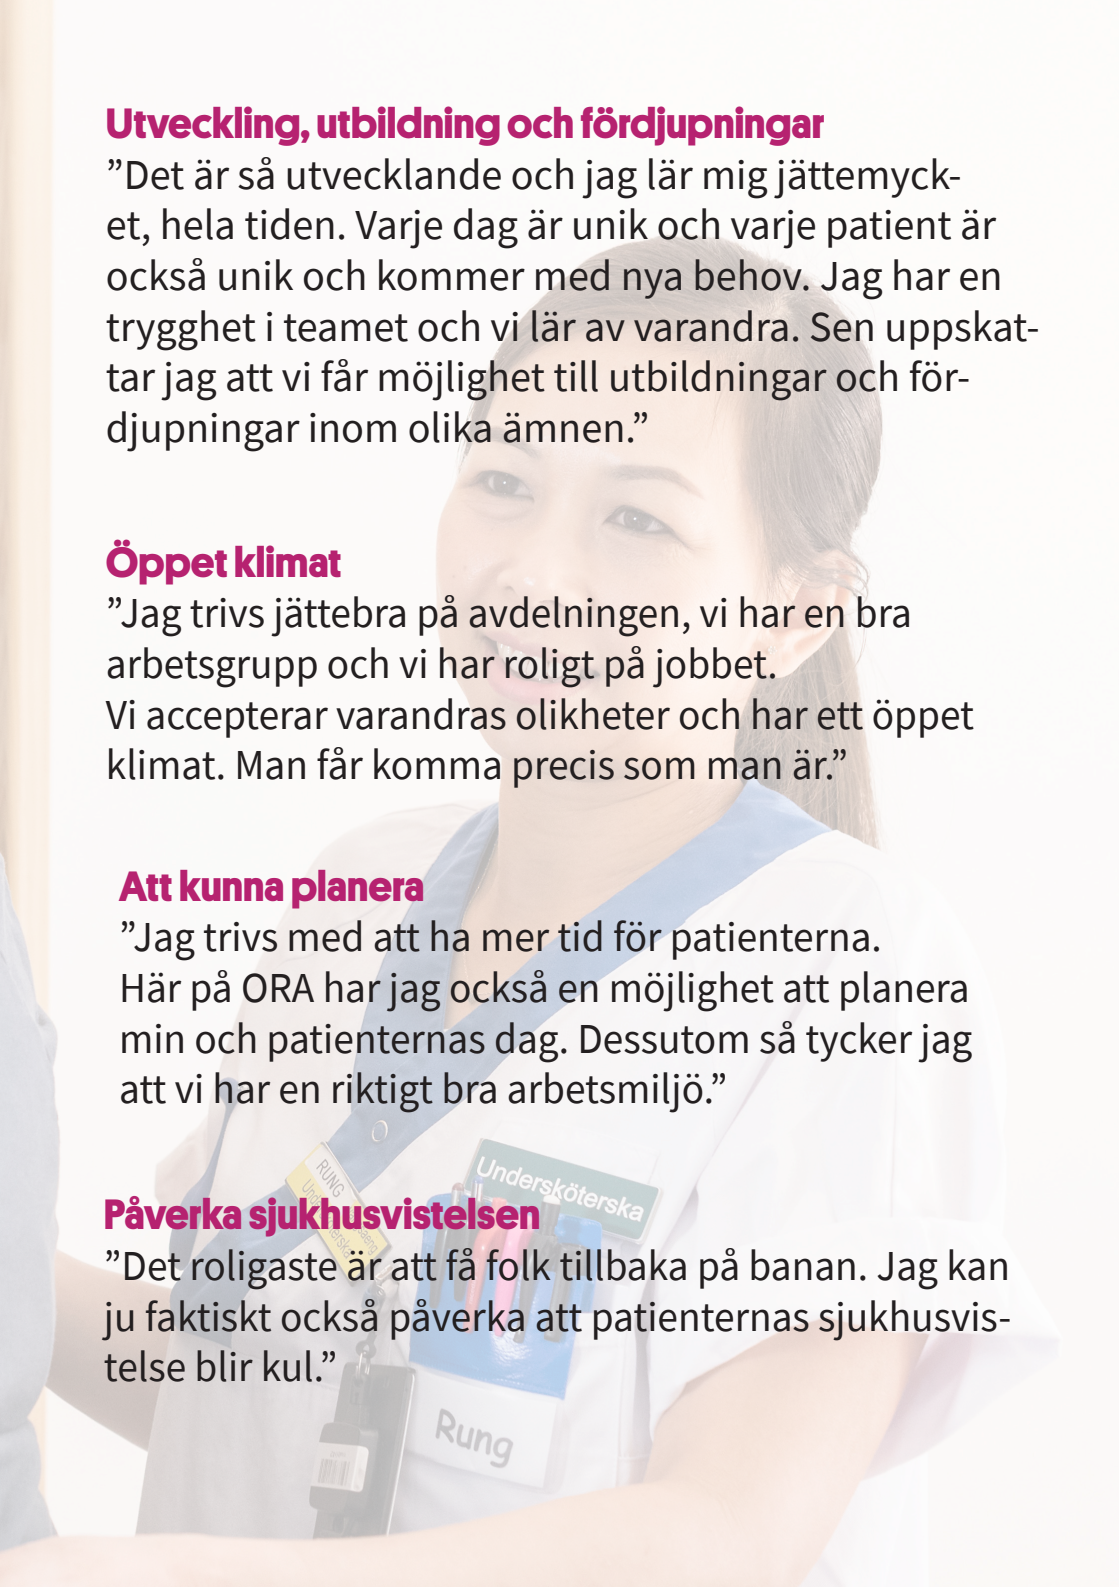 Utveckling, utbildning och fördjupningar
”Det är så utvecklande och jag lär mig jättemyck-
et, hela tiden. Varje dag är unik och varje patient är
också unik och kommer med nya behov. Jag har en
trygghet i teamet och vi lär av varandra. Sen uppskat-
tar jag att vi får möjlighet till utbildningar och för-
djupningar inom olika ämnen.”
Öppet klimat
”Jag trivs jättebra på avdelningen, vi har en bra
arbetsgrupp och vi har roligt på jobbet.
Vi accepterar varandras olikheter och har ett öppet
klimat. Man får komma precis som man är.”
Att kunna planera
”Jag trivs med att ha mer tid för patienterna.
Här på ORA har jag också en möjlighet att planera
min och patienternas dag. Dessutom så tycker jag
att vi har en riktigt bra arbetsmiljö.”
RUNG
Undersköterska
Påverka sjukhusvistelsen
”Det roligaste är att få folk tillbaka på banan. Jag kan
ju faktiskt också påverka att patienternas sjukhusvis-
telse blir kul.”
Rung